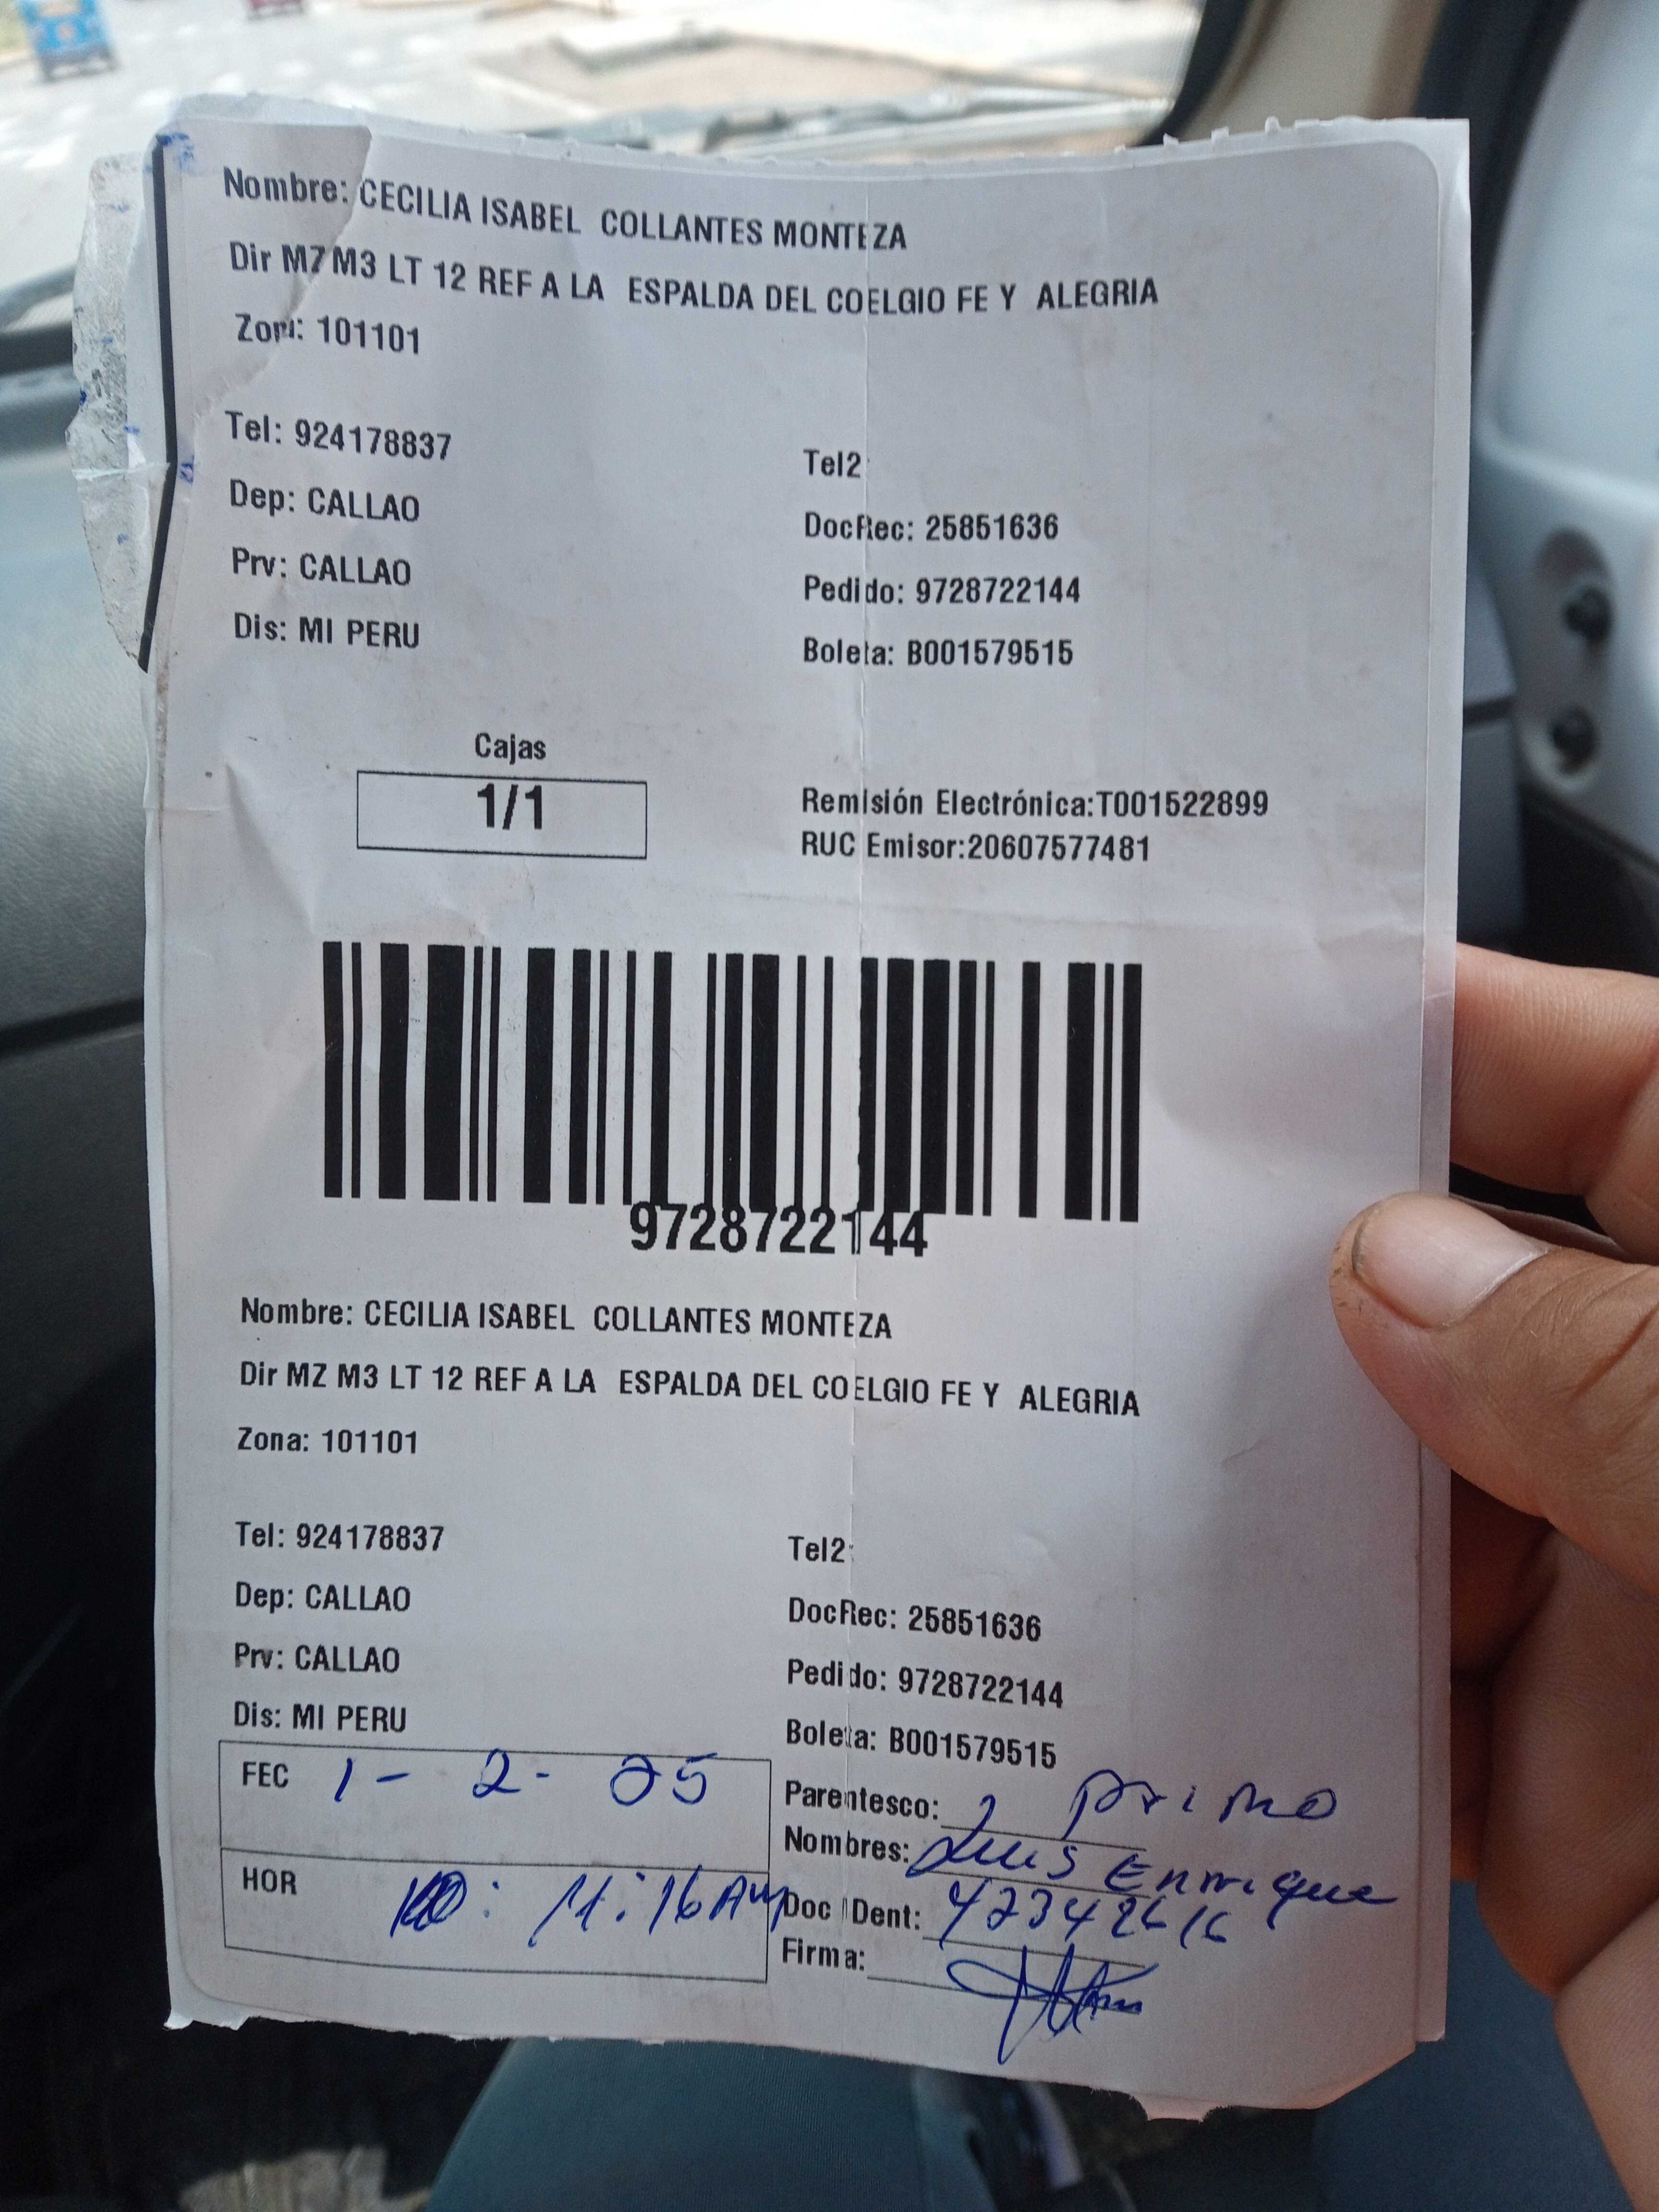 Nombre: CECILIA ISABEL COLLANTES MONTEZA
Dir MZ M3 LT 12 REF A LA ESPALDA DEL COELGIO FE Y ALEGRIA
Zona: 101101
Tel: 924178837
Tel2:
Dep: CALLAO
DocRec: 25851636
Prv: CALLAO
Pedido: 9728722144
Dis: MI PERU
Boleta: B001579515
Cajas
1/1
Remisión Electrónica:T001522899
RUC Emisor:20607577481
9728722144
Nombre: CECILIA ISABEL COLLANTES MONTEZA
Dir MZ M3 LT 12 REF A LA ESPALDA DEL COELGIO FE Y ALEGRIA
Zona: 101101
Tel: 924178837
Tel2:
Dep: CALLAO
DocRec: 25851636
Prv: CALLAO
Pedido: 9728722144
Dis: MI PERU
Boleta: B001579515
FEC 1 - 2 - 25
Parentesco: primo
Nombres: Luis Enrique
HOR 11:16 Am
Doc Ident:
Firma: